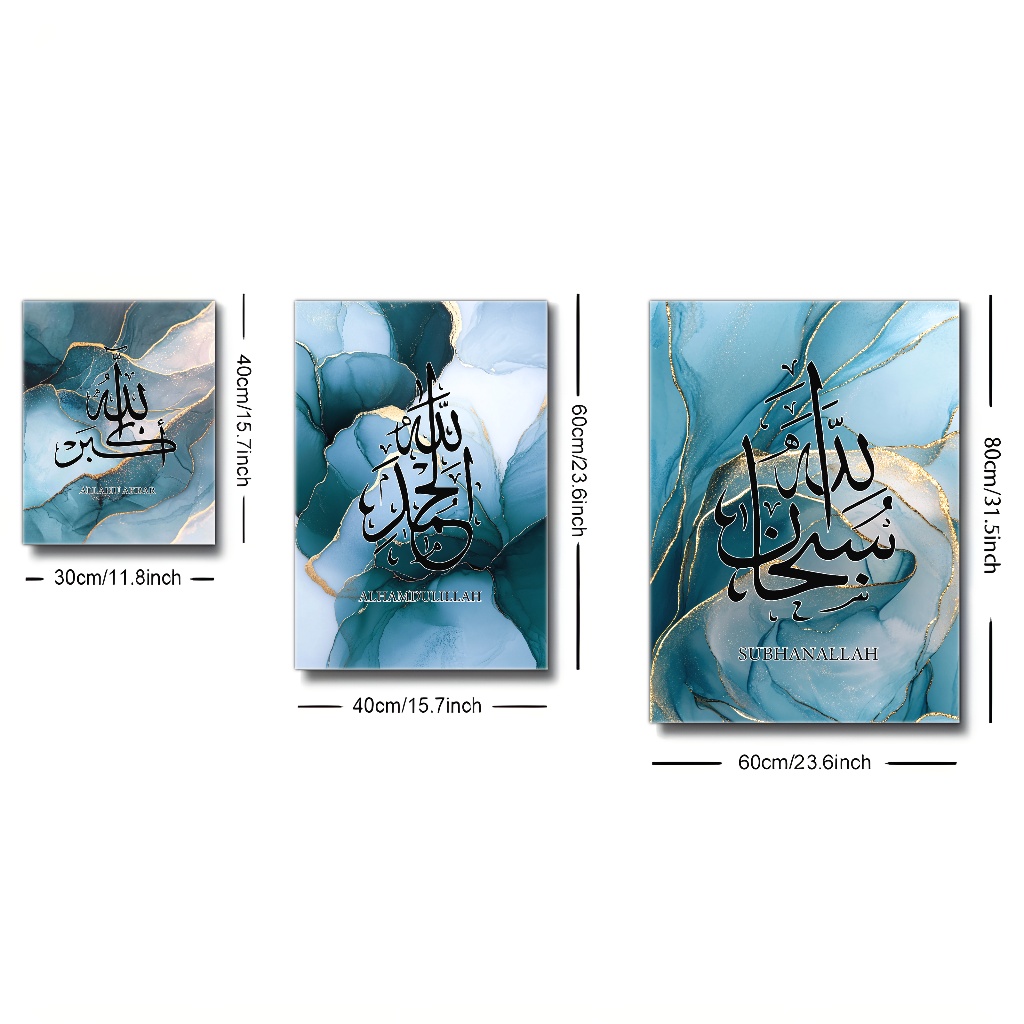 الله أكبر
ALLAHU AKBAR
40cm/15.7inch
30cm/11.8inch
الحمد لله
ALHAMDULILLAH
60cm/23.6inch
40cm/15.7inch
سبحان الله
SUBHANALLAH
80cm/31.5inch
60cm/23.6inch